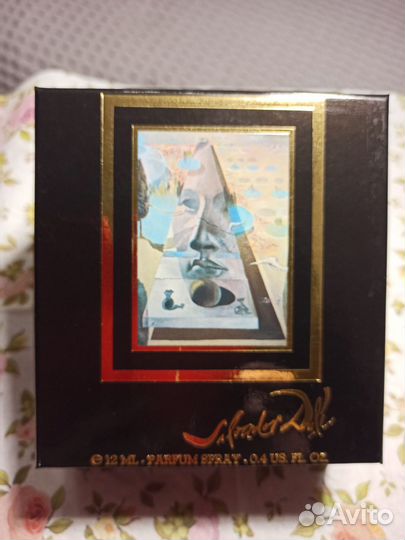 Salvador Dalí
℮ 12 ML . PARFUM SPRAY . 0.4 US. FL. OZ.
Avito